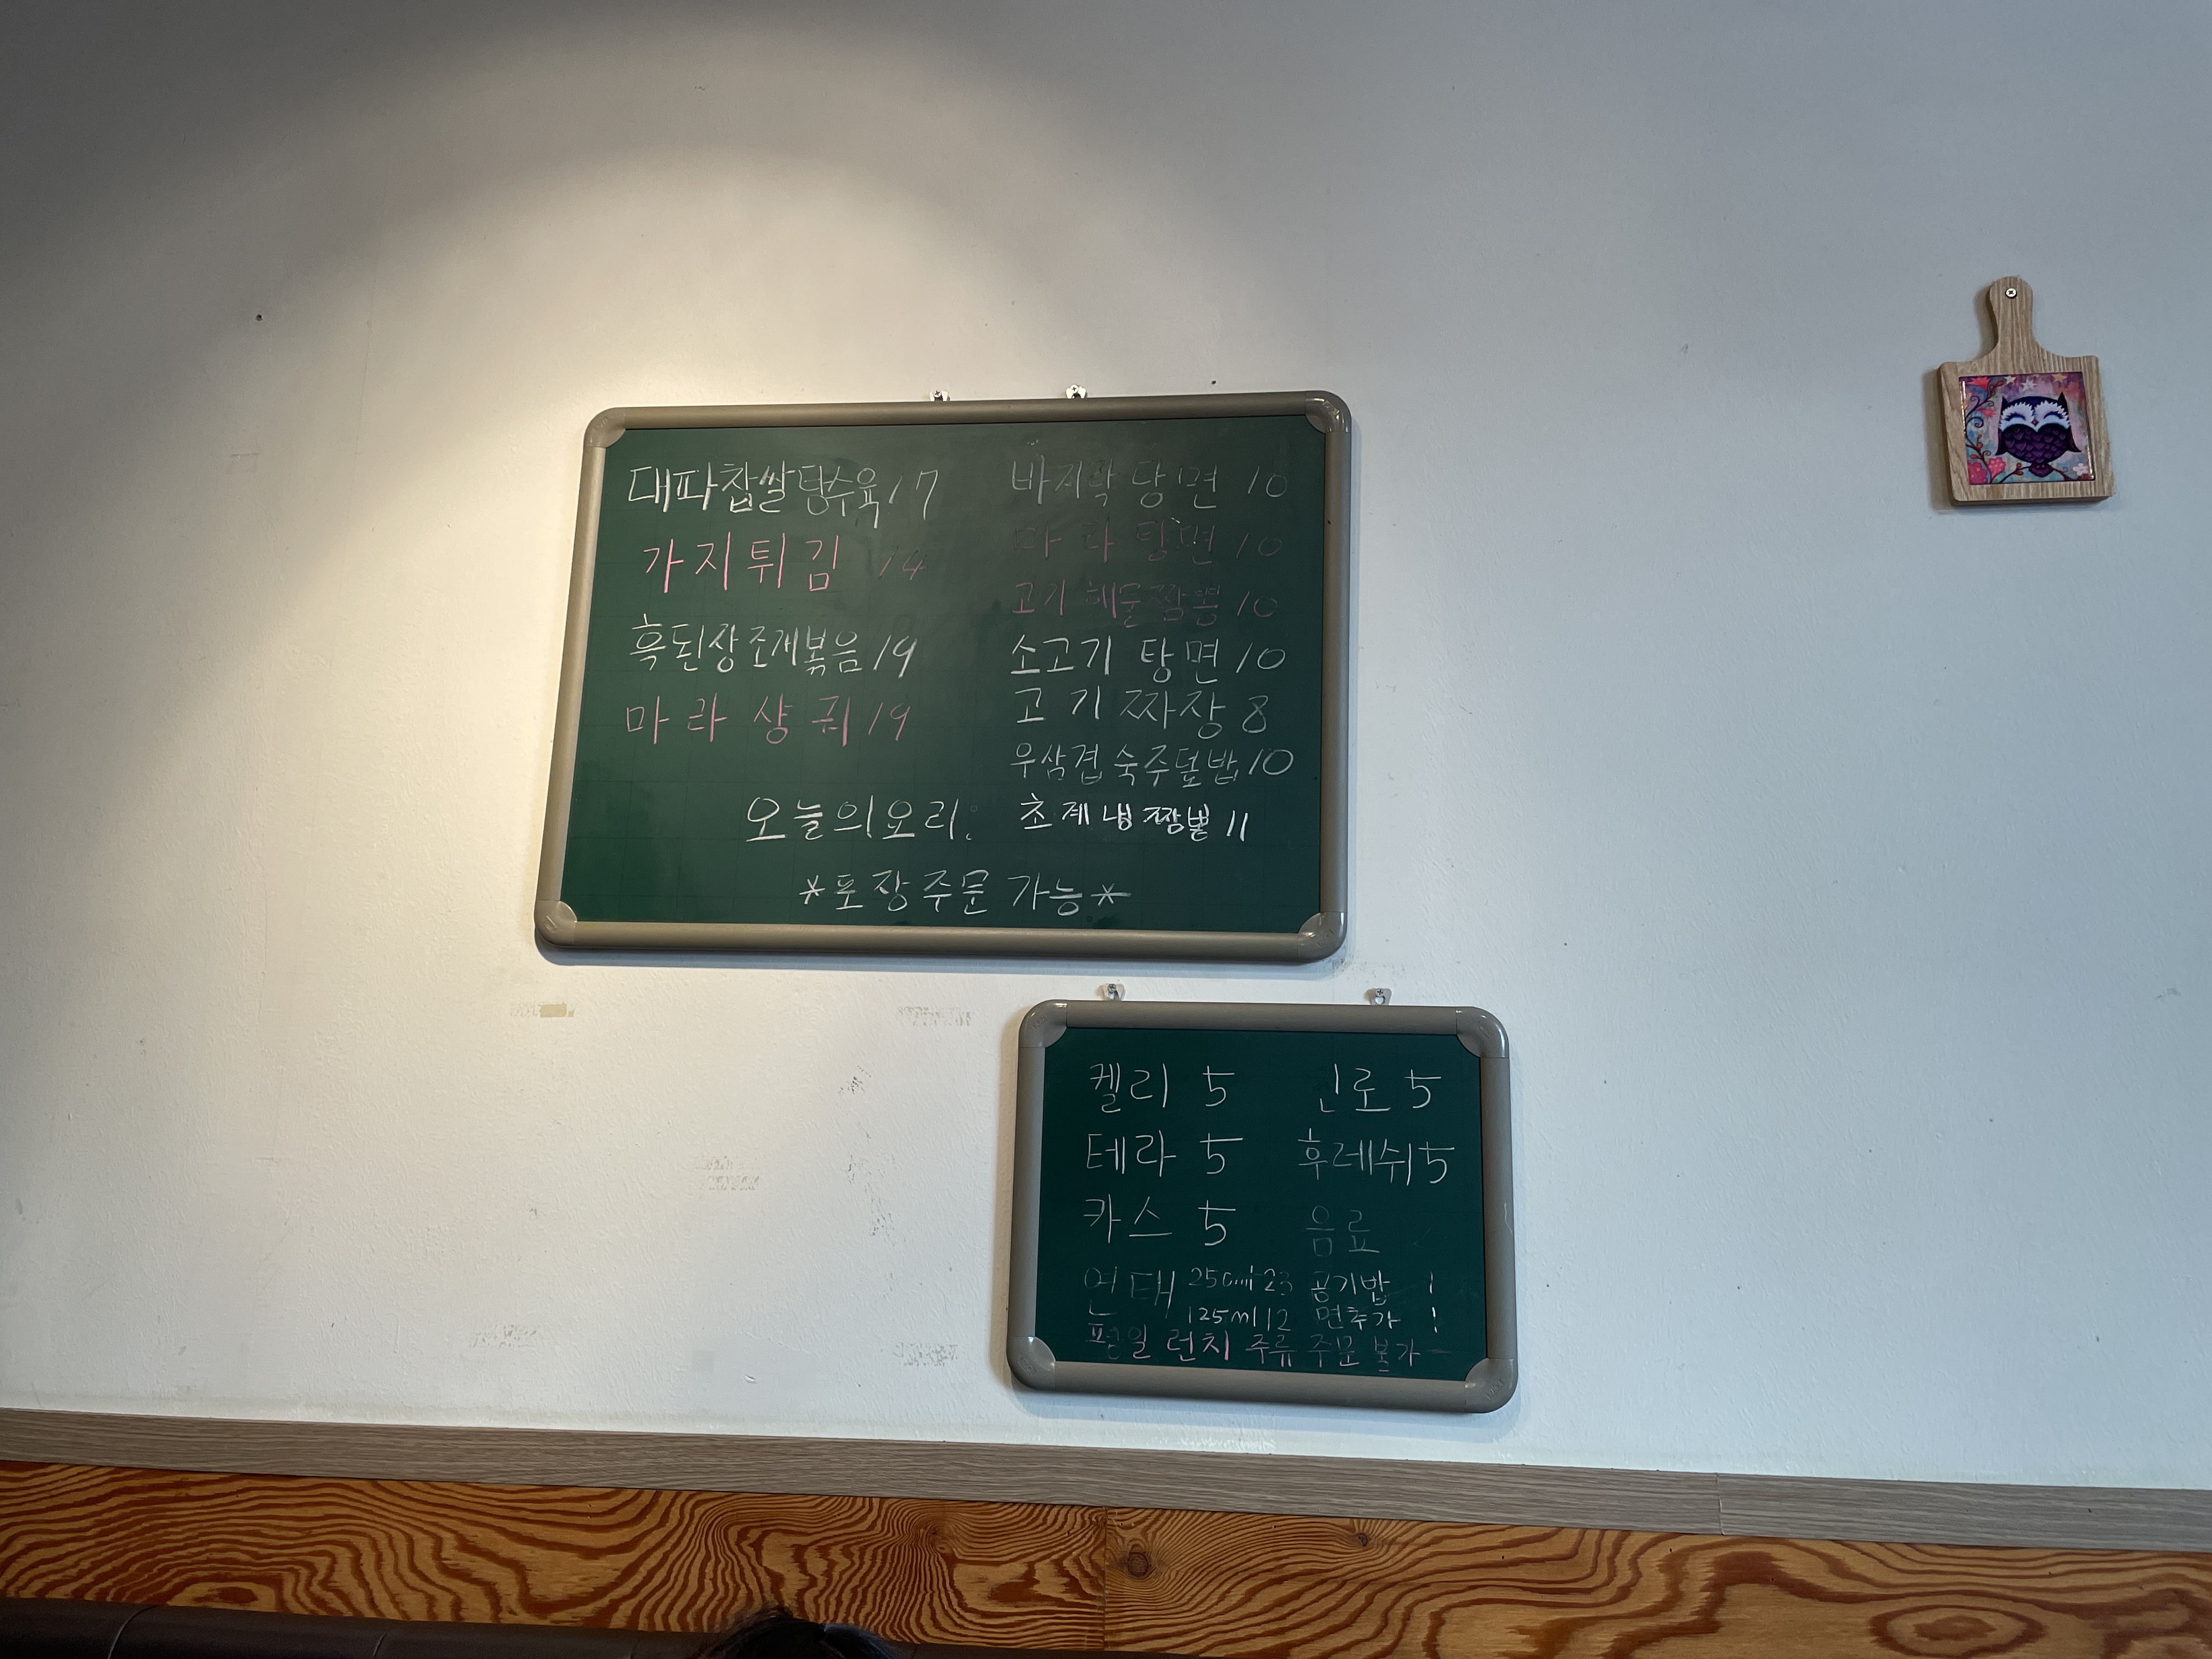 대파찹쌀탕수육 17
가지튀김 14
흑된장조개볶음 19
마라샹궈 19
바지락탕면 10
마라탕면 10
고기해물짬뽕 10
소고기 탕면 10
고기짜장 8
우삼겹숙주덮밥 10
오늘의요리: 초계냉짬뽕 11
*포장주문 가능*
켈리 5
테라 5
카스 5
연태 250ml 23
125ml 12
진로 5
후레쉬 5
음료
공기밥 1
면추가 1
평일 런치 주류 주문 불가